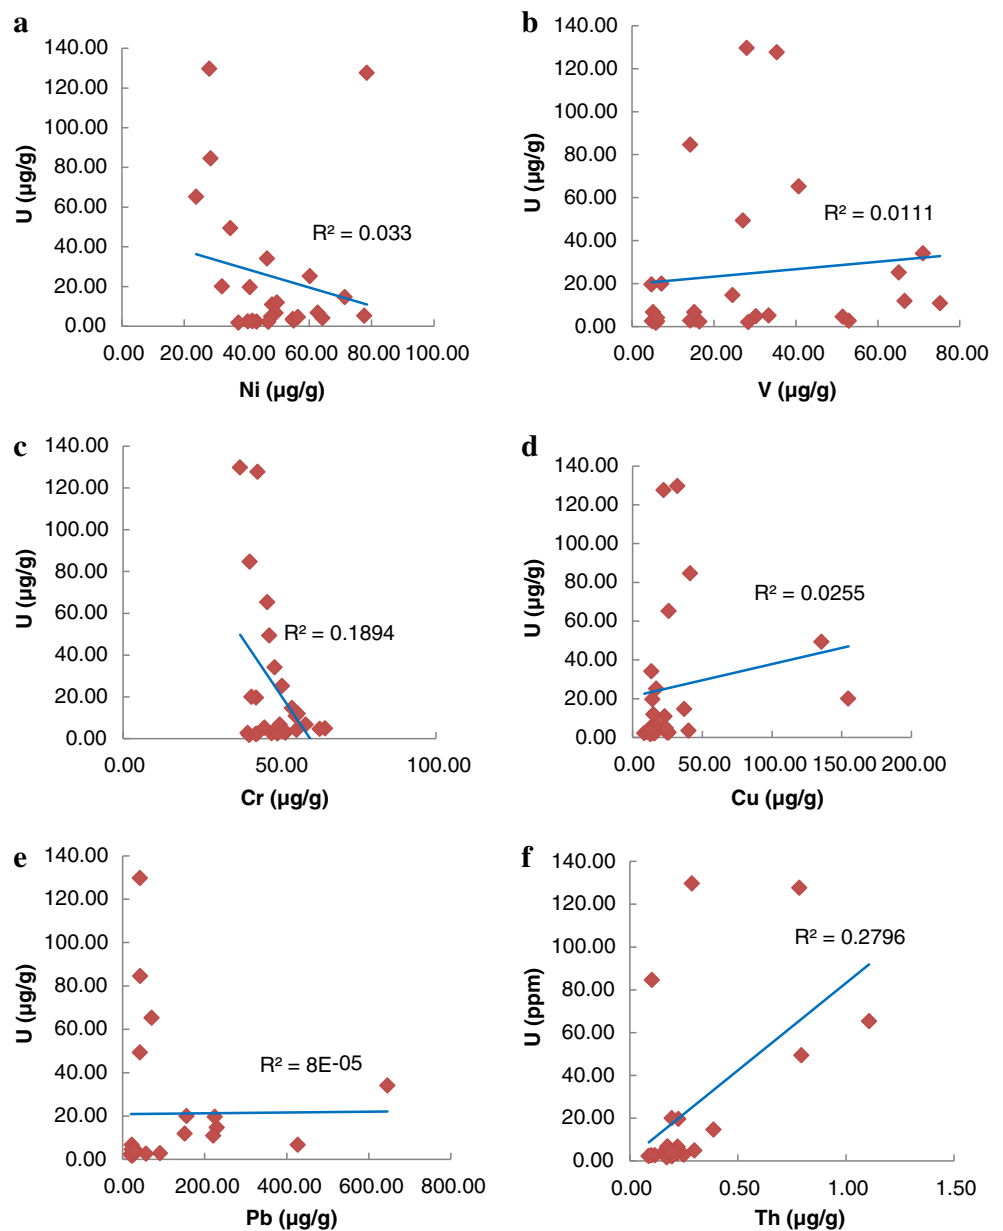 a
140.00
120.00
100.00
80.00
60.00
40.00
20.00
0.00
U (µg/g)
R² = 0.033
0.00 20.00 40.00 60.00 80.00 100.00
Ni (µg/g)
b
140.00
120.00
100.00
80.00
60.00
40.00
20.00
0.00
U (µg/g)
R² = 0.0111
0.00 20.00 40.00 60.00 80.00
V (µg/g)
c
140.00
120.00
100.00
80.00
60.00
40.00
20.00
0.00
U (µg/g)
R² = 0.1894
0.00 50.00 100.00
Cr (µg/g)
d
140.00
120.00
100.00
80.00
60.00
40.00
20.00
0.00
U (µg/g)
R² = 0.0255
0.00 50.00 100.00 150.00 200.00
Cu (µg/g)
e
140.00
120.00
100.00
80.00
60.00
40.00
20.00
0.00
U (µg/g)
R² = 8E-05
0.00 200.00 400.00 600.00 800.00
Pb (µg/g)
f
140.00
120.00
100.00
80.00
60.00
40.00
20.00
0.00
U (ppm)
R² = 0.2796
0.00 0.50 1.00 1.50
Th (µg/g)